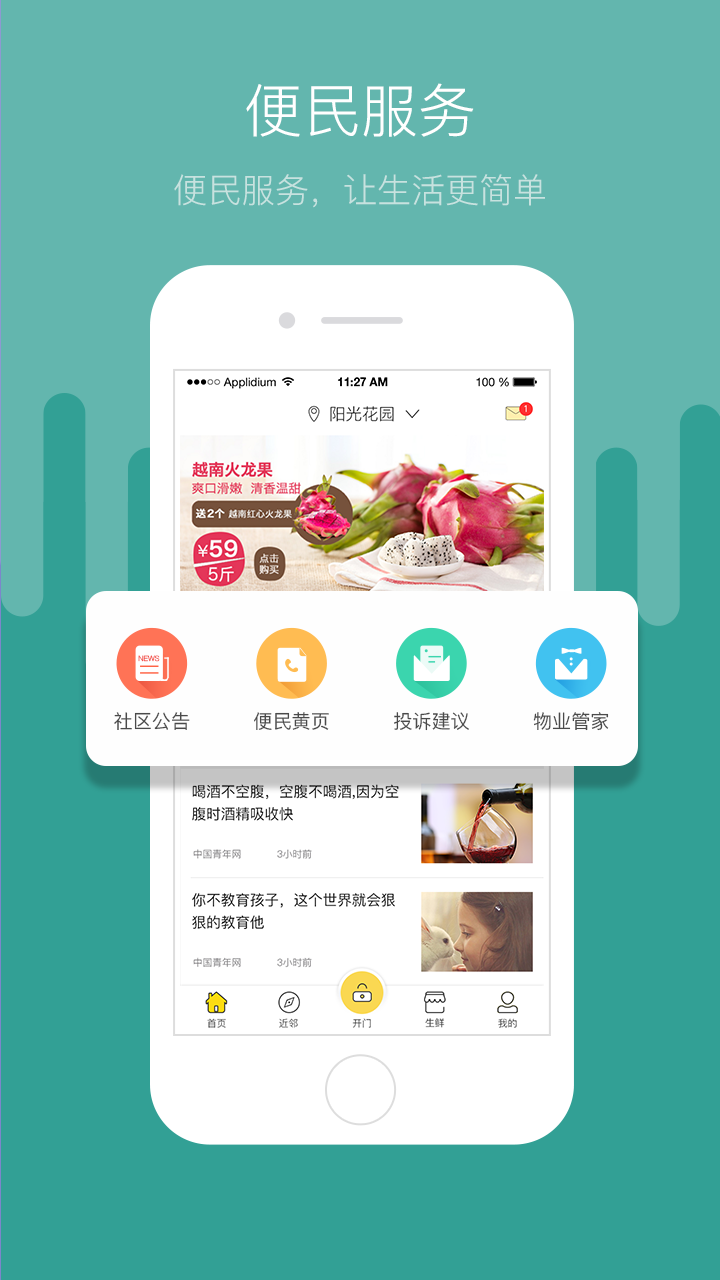 便民服务
便民服务，让生活更简单
Applidium 11:27 AM 100 %
阳光花园 1
越南火龙果
爽口滑嫩 清香温甜
送2个 越南红心火龙果
¥59
5斤
点击
购买
NEWS
社区公告 便民黄页 投诉建议 物业管家
喝酒不空腹，空腹不喝酒,因为空
腹时酒精吸收快
中国青年网 3小时前
你不教育孩子，这个世界就会狠
狠的教育他
中国青年网 3小时前
首页 近邻 开门 生鲜 我的